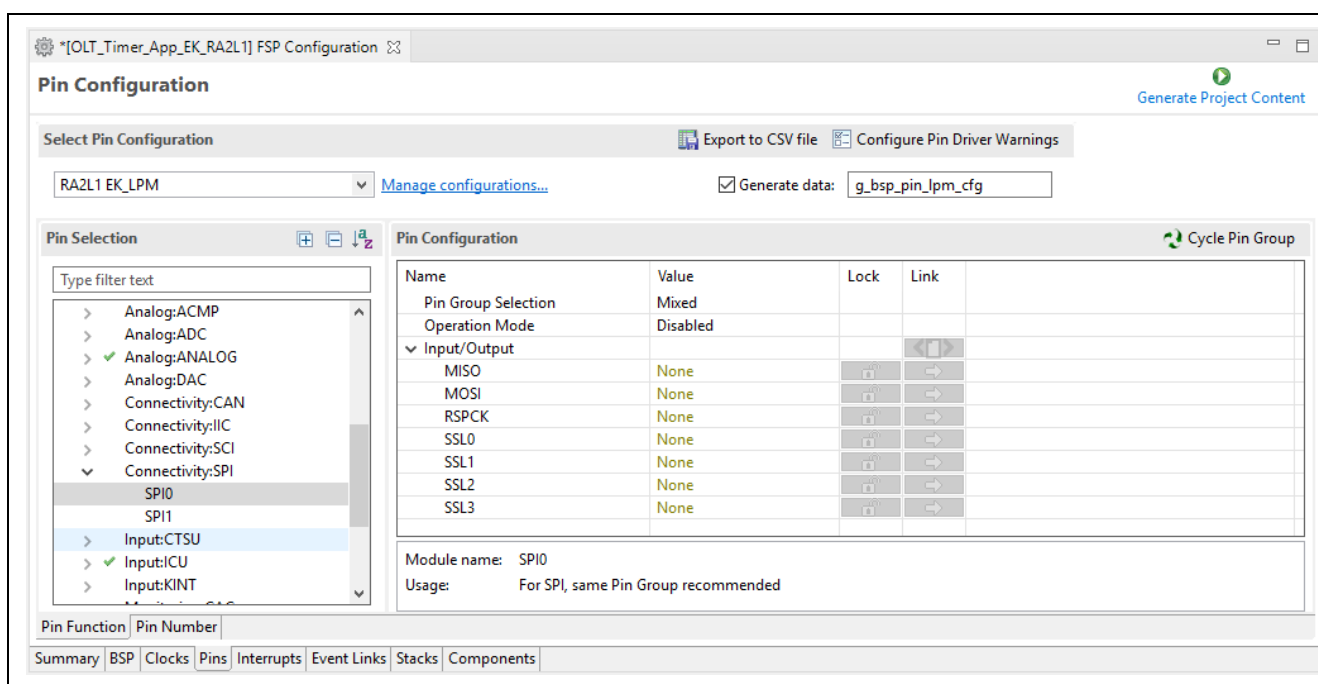 *[OLT_Timer_App_EK_RA2L1] FSP Configuration
Pin Configuration
Generate Project Content
Select Pin Configuration
Export to CSV file
Configure Pin Driver Warnings
RA2L1 EK_LPM
Manage configurations...
Generate data:
g_bsp_pin_lpm_cfg
Pin Selection
Type filter text
Analog:ACMP
Analog:ADC
Analog:ANALOG
Analog:DAC
Connectivity:CAN
Connectivity:IIC
Connectivity:SCI
Connectivity:SPI
SPI0
SPI1
Input:CTSU
Input:ICU
Input:KINT
Pin Configuration
Cycle Pin Group
Name Value Lock Link
Pin Group Selection Mixed
Operation Mode Disabled
Input/Output
MISO None
MOSI None
RSPCK None
SSL0 None
SSL1 None
SSL2 None
SSL3 None
Module name: SPI0
Usage: For SPI, same Pin Group recommended
Pin Function Pin Number
Summary BSP Clocks Pins Interrupts Event Links Stacks Components